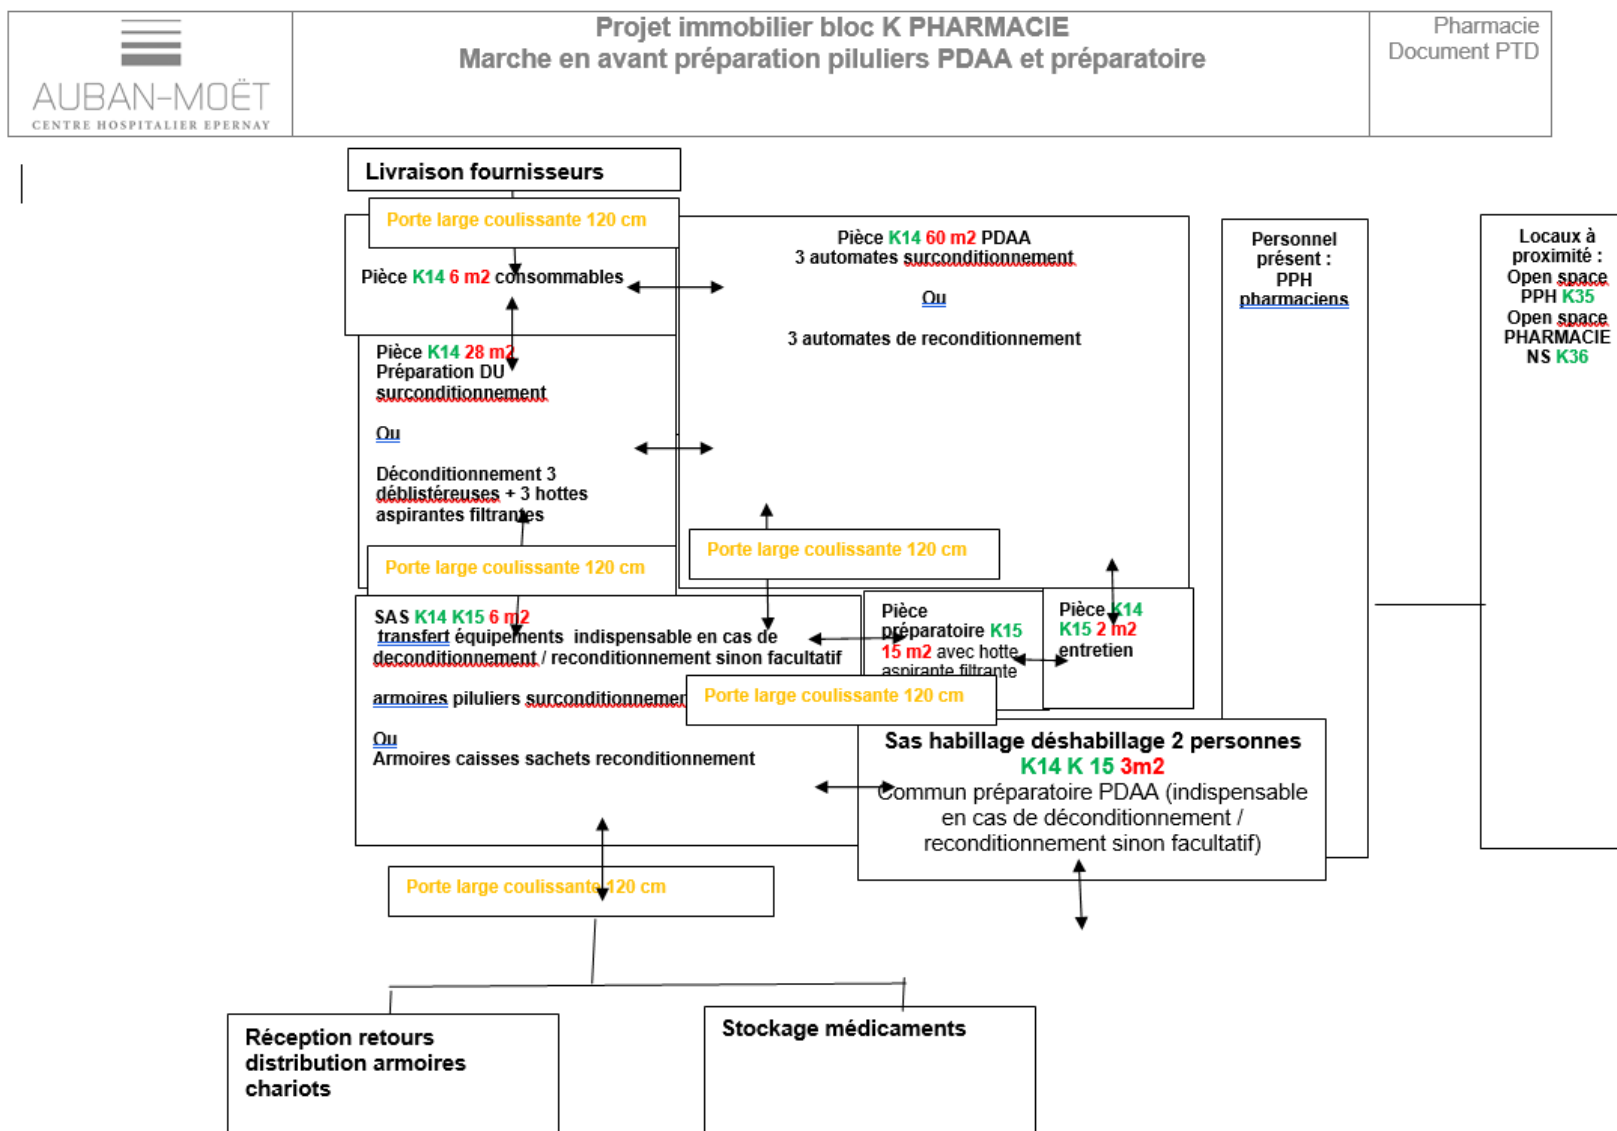 AUBAN-MOËT
CENTRE HOSPITALIER EPERNAY
Projet immobilier bloc K PHARMACIE
Marche en avant préparation piluliers PDAA et préparatoire
Pharmacie
Document PTD
Livraison fournisseurs
Porte large coulissante 120 cm
Pièce K14 6 m2 consommables
Pièce K14 60 m2 PDAA
3 automates surconditionnement
Ou
3 automates de reconditionnement
Personnel
présent :
PPH
pharmaciens
Locaux à
proximité :
Open space
PPH K35
Open space
PHARMACIE
NS K36
Pièce K14 28 m2
Préparation DU
surconditionnement
Ou
Déconditionnement 3
déblistéreuses + 3 hottes
aspirantes filtrantes
Porte large coulissante 120 cm
Porte large coulissante 120 cm
SAS K14 K15 6 m2
transfert équipements indispensable en cas de
deconditionnement / reconditionnement sinon facultatif
armoires piluliers surconditionnemen
Ou
Armoires caisses sachets reconditionnement
Pièce
préparatoire K15
15 m2 avec hotte
aspirante filtrante
Pièce K14
K15 2 m2
entretien
Porte large coulissante 120 cm
Sas habillage déshabillage 2 personnes
K14 K 15 3m2
Commun préparatoire PDAA (indispensable
en cas de déconditionnement /
reconditionnement sinon facultatif)
Porte large coulissante 120 cm
Réception retours
distribution armoires
chariots
Stockage médicaments